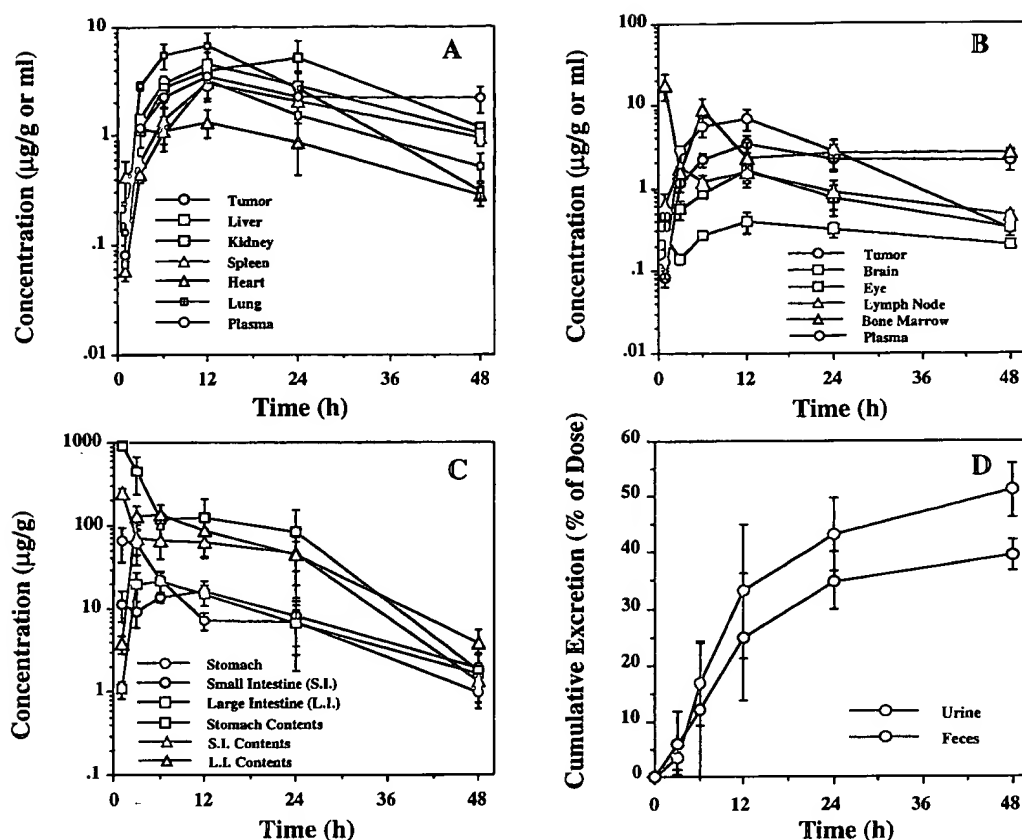 A
Concentration (µg/g or ml)
10
1
.1
.01
Tumor
Liver
Kidney
Spleen
Heart
Lung
Plasma
0
12
24
36
48
Time (h)
B
Concentration (µg/g or ml)
100
10
1
.1
.01
Tumor
Brain
Eye
Lymph Node
Bone Marrow
Plasma
0
12
24
36
48
Time (h)
C
Concentration (µg/g)
1000
100
10
1
.1
Stomach
Small Intestine (S.I.)
Large Intestine (L.I.)
Stomach Contents
S.I. Contents
L.I. Contents
0
12
24
36
48
Time (h)
D
Cumulative Excretion ( % of Dose)
60
50
40
30
20
10
0
Urine
Feces
0
12
24
36
48
Time (h)